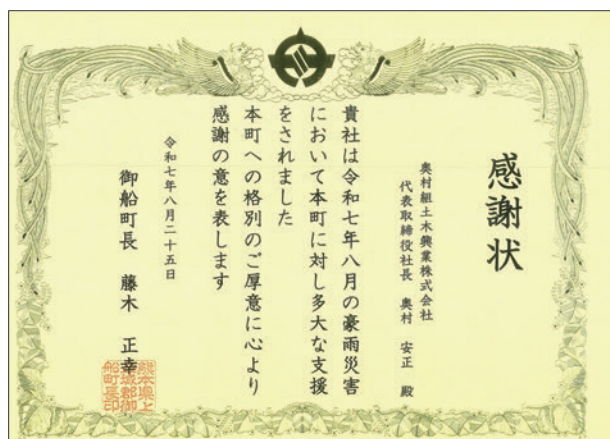 感謝状
奥村組土木興業株式会社
代表取締役社長 奥村 安正 殿
貴社は令和七年八月の豪雨災害
において本町に対し多大な支援
をされました
本町への格別のご厚意に心より
感謝の意を表します
令和七年八月二十五日
御船町長 藤木 正幸
熊本県上
益城郡御
船町長印